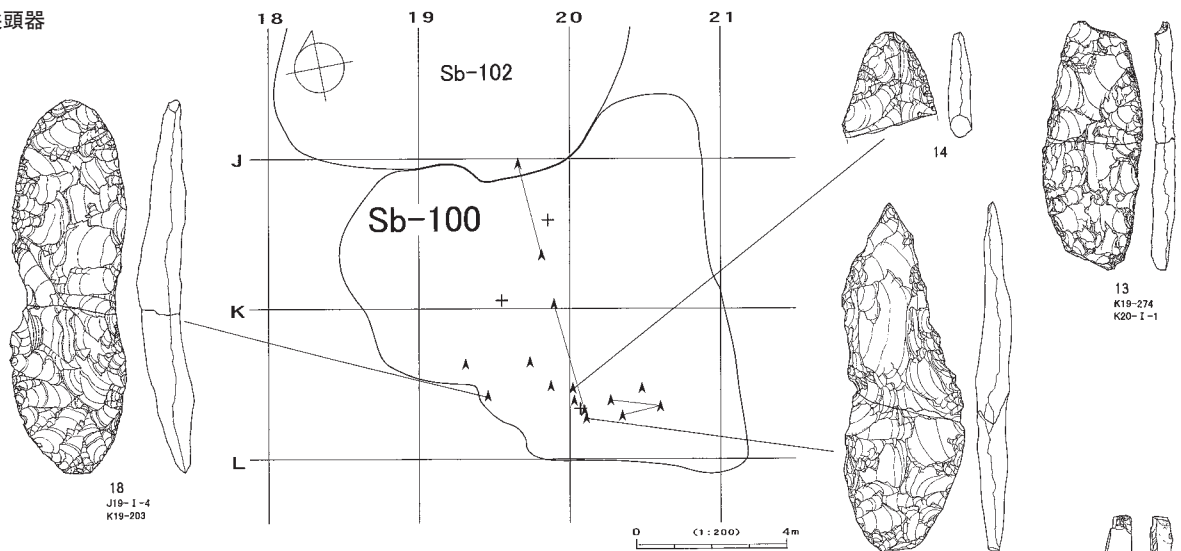 頭器
18 19 20 21
Sb-102
J
14
Sb-100
13
K19-274
K20-I-1
K
L
18
J19-I-4
K19-203
0 (1:200) 4m